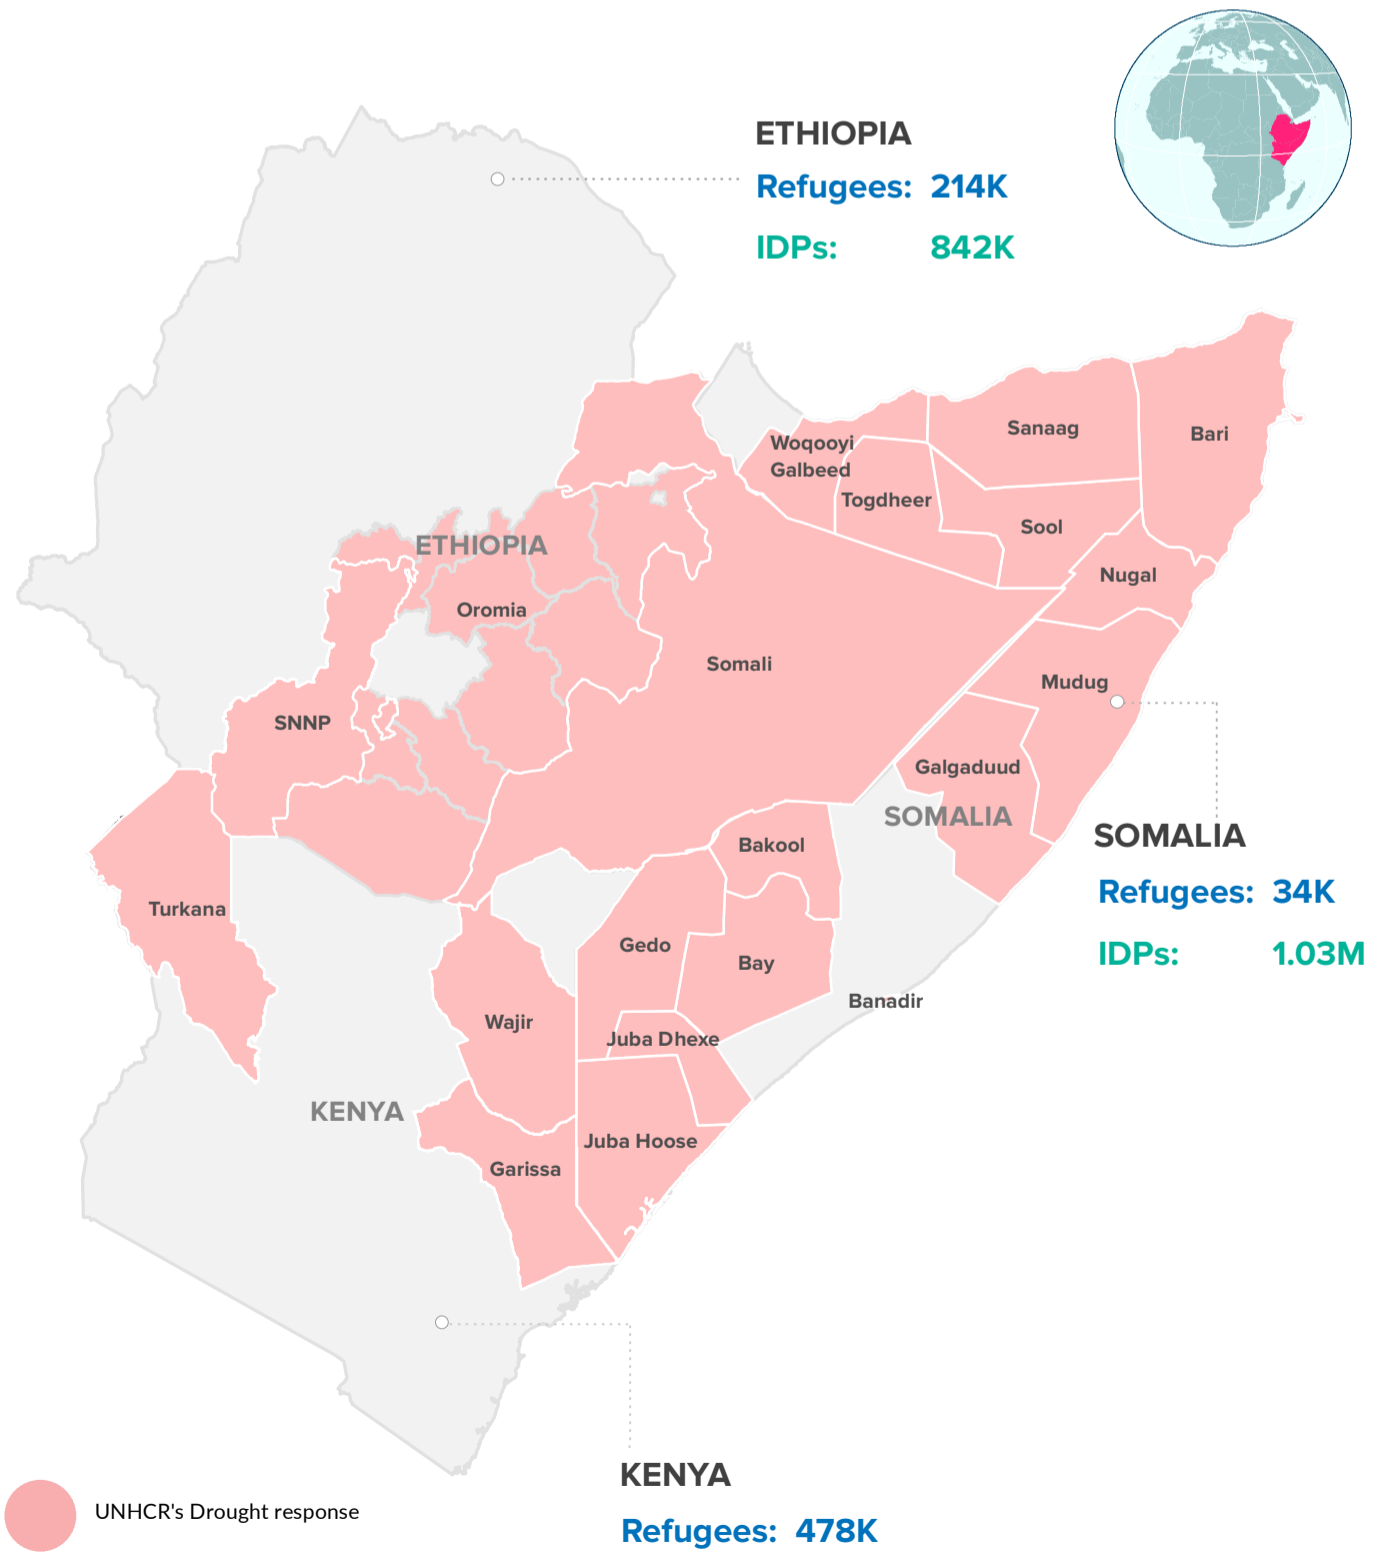 ETHIOPIA
Refugees: 214K
IDPs: 842K
Woqooyi
Galbeed
Sanaag
Bari
Togdheer
Sool
ETHIOPIA
Nugal
Oromia
Somali
Mudug
SNNP
Galgaduud
SOMALIA
SOMALIA
Refugees: 34K
IDPs: 1.03M
Bakool
Turkana
Gedo
Bay
Banadir
Wajir
Juba Dhexe
KENYA
Juba Hoose
Garissa
KENYA
Refugees: 478K
UNHCR's Drought response